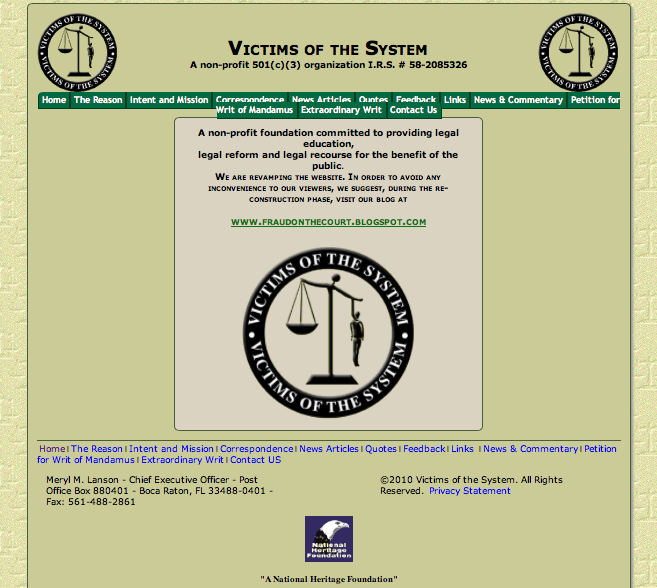 VICTIMS OF THE SYSTEM
VICTIMS OF THE SYSTEM
VICTIMS OF THE SYSTEM
A non-profit 501(c)(3) organization I.R.S. # 58-2085326
VICTIMS OF THE SYSTEM
VICTIMS OF THE SYSTEM
Home The Reason Intent and Mission Correspondence News Articles Quotes Feedback Links News & Commentary Petition for
Writ of Mandamus Extraordinary Writ Contact Us
A non-profit foundation committed to providing legal
education,
legal reform and legal recourse for the benefit of the
public.
WE ARE REVAMPING THE WEBSITE. IN ORDER TO AVOID ANY
INCONVENIENCE TO OUR VIEWERS, WE SUGGEST, DURING THE RE-
CONSTRUCTION PHASE, VISIT OUR BLOG AT
WWW.FRAUDONTHECOURT.BLOGSPOT.COM
VICTIMS OF THE SYSTEM
VICTIMS OF THE SYSTEM
Home | The Reason | Intent and Mission | Correspondence | News Articles | Quotes | Feedback | Links | News & Commentary | Petition
for Writ of Mandamus | Extraordinary Writ | Contact US
Meryl M. Lanson - Chief Executive Officer - Post
Office Box 880401 - Boca Raton, FL 33488-0401 -
Fax: 561-488-2861
©2010 Victims of the System. All Rights
Reserved. Privacy Statement
National
Heritage
Foundation
"A National Heritage Foundation"